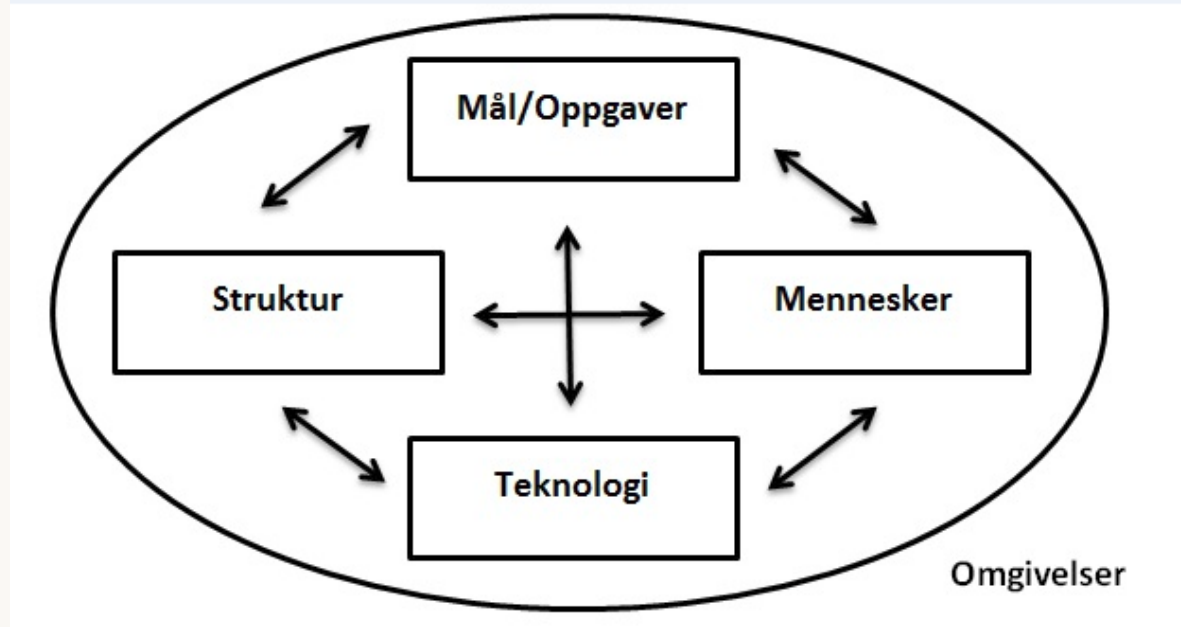 Mål/Oppgaver
Struktur
Mennesker
Teknologi
Omgivelser